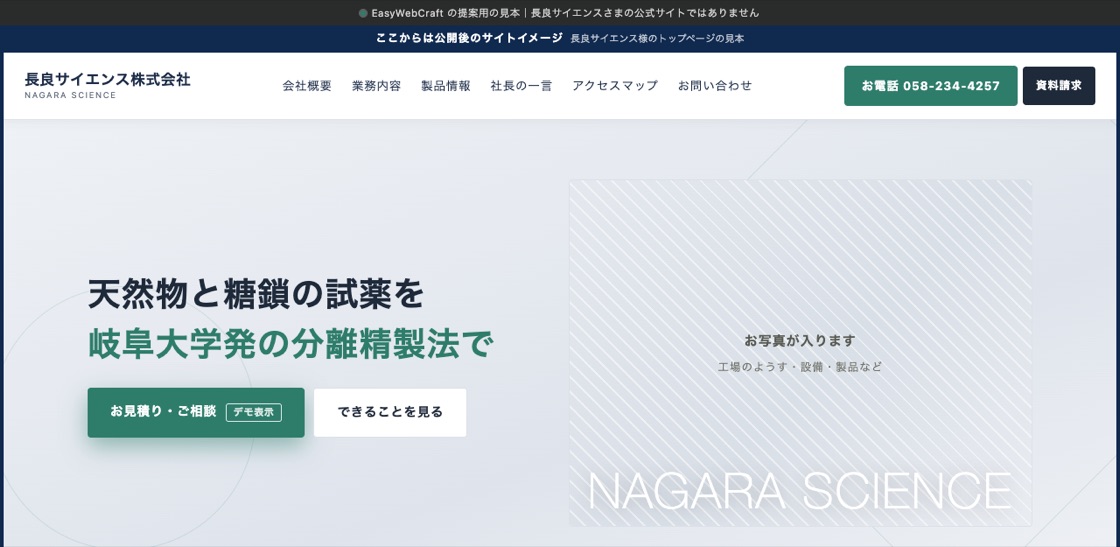 EasyWebCraft の提案用の見本｜長良サイエンスさまの公式サイトではありません
ここからは公開後のサイトイメージ 長良サイエンス様のトップページの見本
長良サイエンス株式会社
NAGARA SCIENCE
会社概要 業務内容 製品情報 社長の一言 アクセスマップ お問い合わせ
お電話 058-234-4257
資料請求
天然物と糖鎖の試薬を
岐阜大学発の分離精製法で
お見積り・ご相談 デモ表示
できることを見る
お写真が入ります
工場のようす・設備・製品など
NAGARA SCIENCE